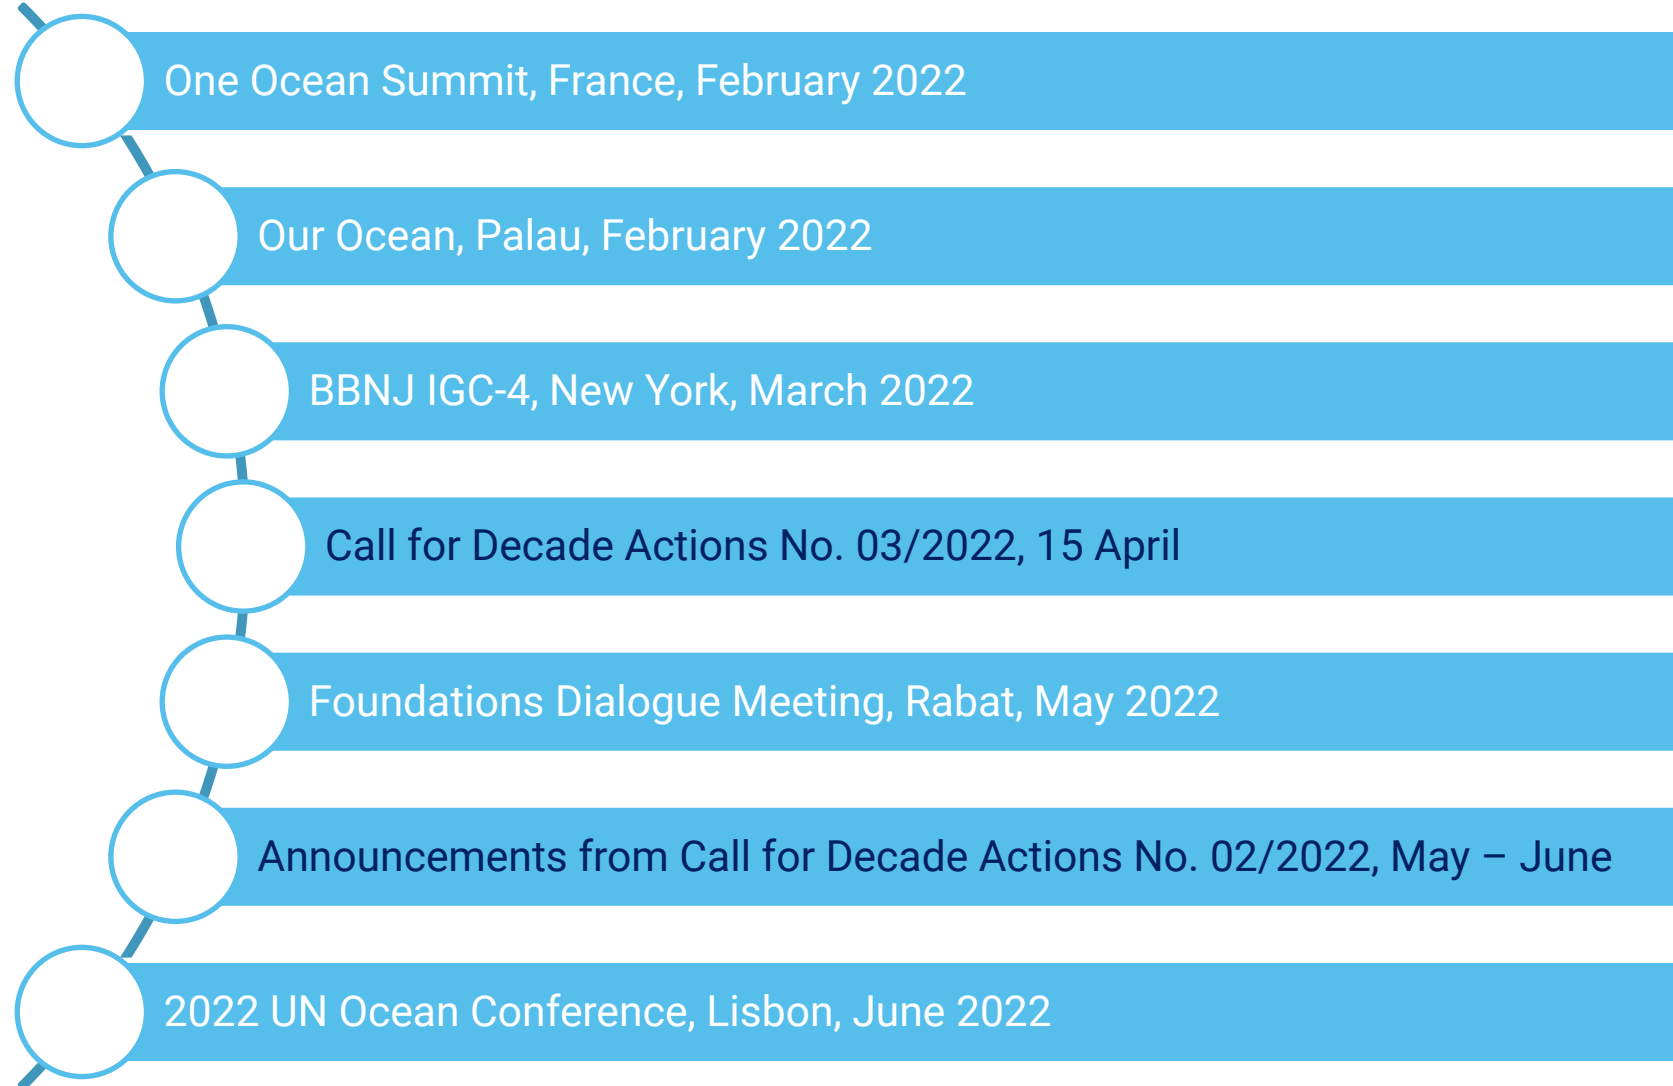 One Ocean Summit, France, February 2022
Our Ocean, Palau, February 2022
BBNJ IGC-4, New York, March 2022
Call for Decade Actions No. 03/2022, 15 April
Foundations Dialogue Meeting, Rabat, May 2022
Announcements from Call for Decade Actions No. 02/2022, May – June
2022 UN Ocean Conference, Lisbon, June 2022